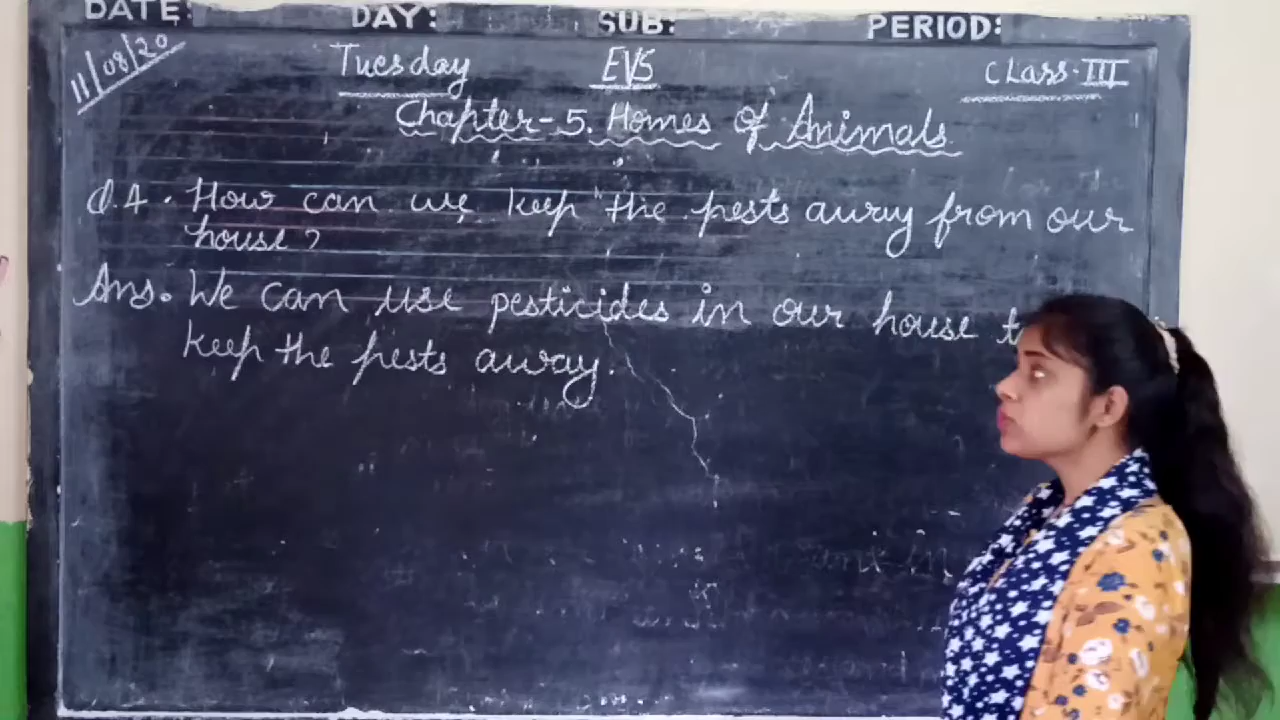 DATE: DAY: SUB: PERIOD:
11/08/20 Tuesday EVS CLASS-III
Chapter-5. Homes Of Animals
Q.4. How can we keep the pests away from our
house?
Ans. We can use pesticides in our house
keep the pests away.